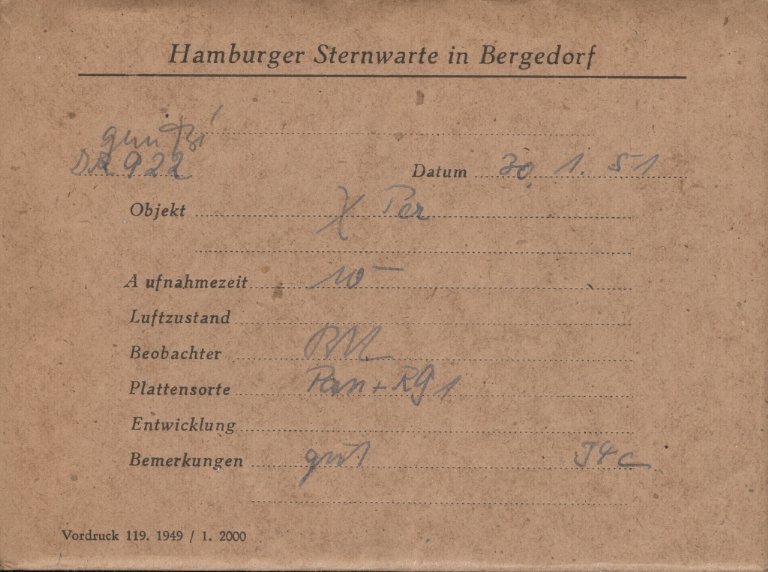 Hamburger Sternwarte in Bergedorf
DR 922 Datum 30. 1. 51
Objekt χ Per
Aufnahmezeit 10
Luftzustand
Beobachter
Plattensorte Pan + RG 1
Entwicklung
Bemerkungen gut
Vordruck 119. 1949 / 1. 2000